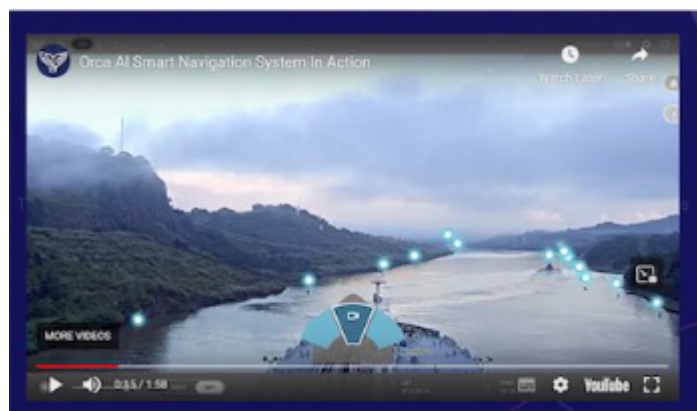 Orca AI Smart Navigation System In Action
Watch Later
Share
MORE VIDEOS
0:15 / 1:58
YouTube